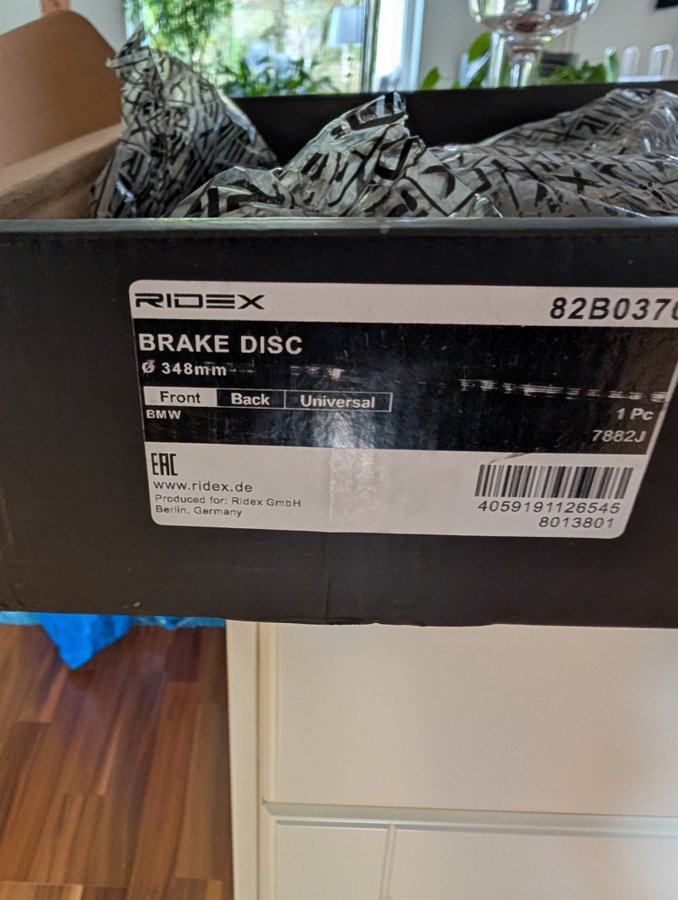 RIDEX
82B0370
BRAKE DISC
Ø 348mm
Front Back Universal
BMW
1 Pc
7882J
EAC
www.ridex.de
Produced for: Ridex GmbH
Berlin, Germany
4059191126545
8013801